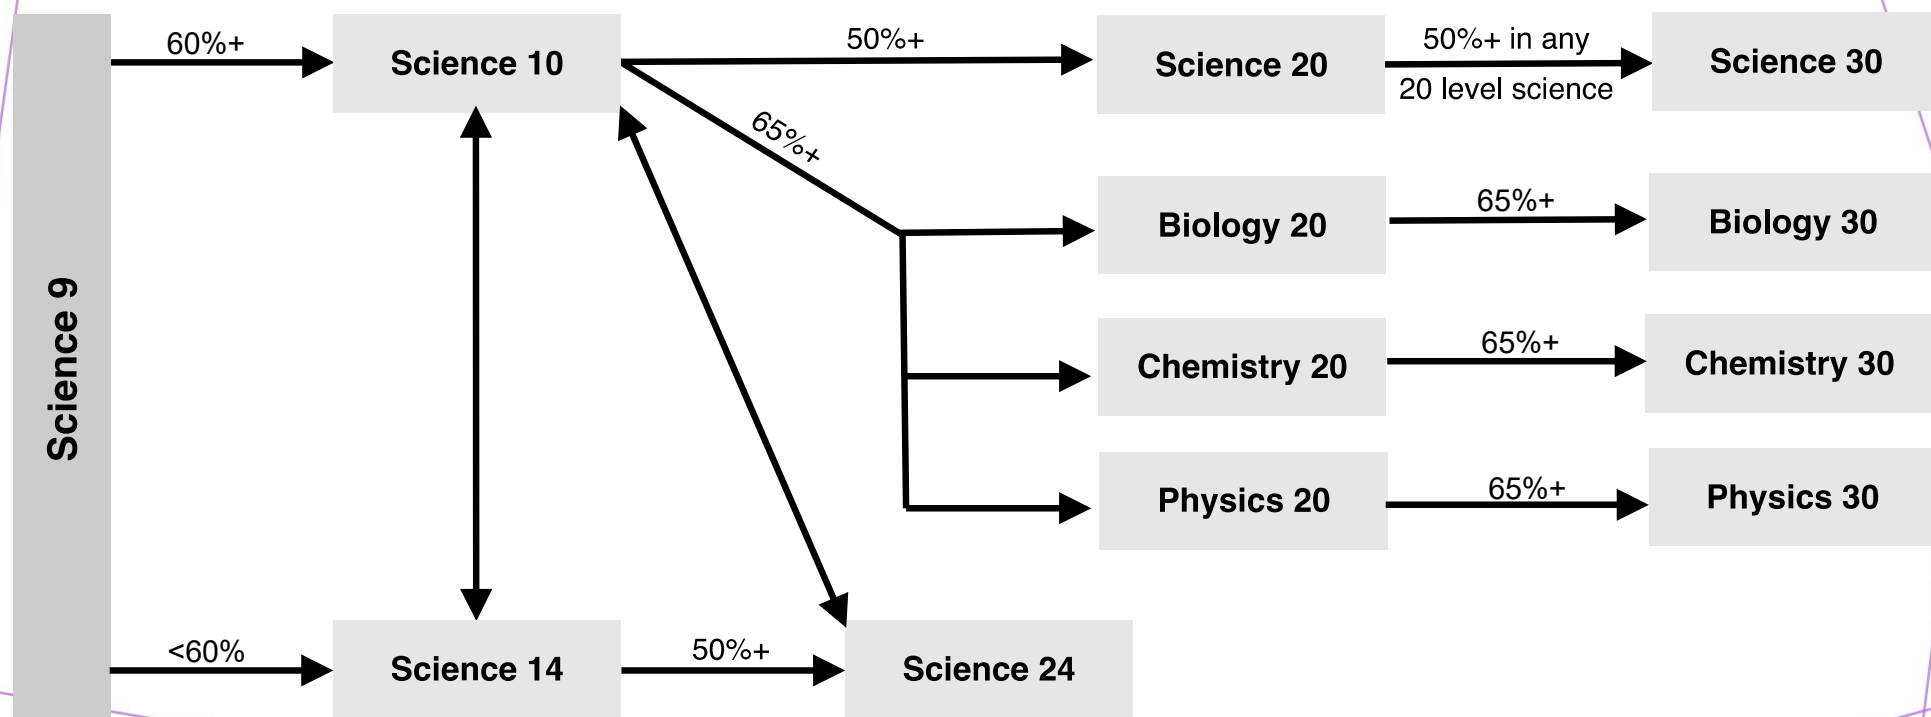 Science 9
60%+
Science 10
50%+
Science 20
50%+ in any
20 level science
Science 30
65%+
Biology 20
65%+
Biology 30
Chemistry 20
65%+
Chemistry 30
Physics 20
65%+
Physics 30
<60%
Science 14
50%+
Science 24